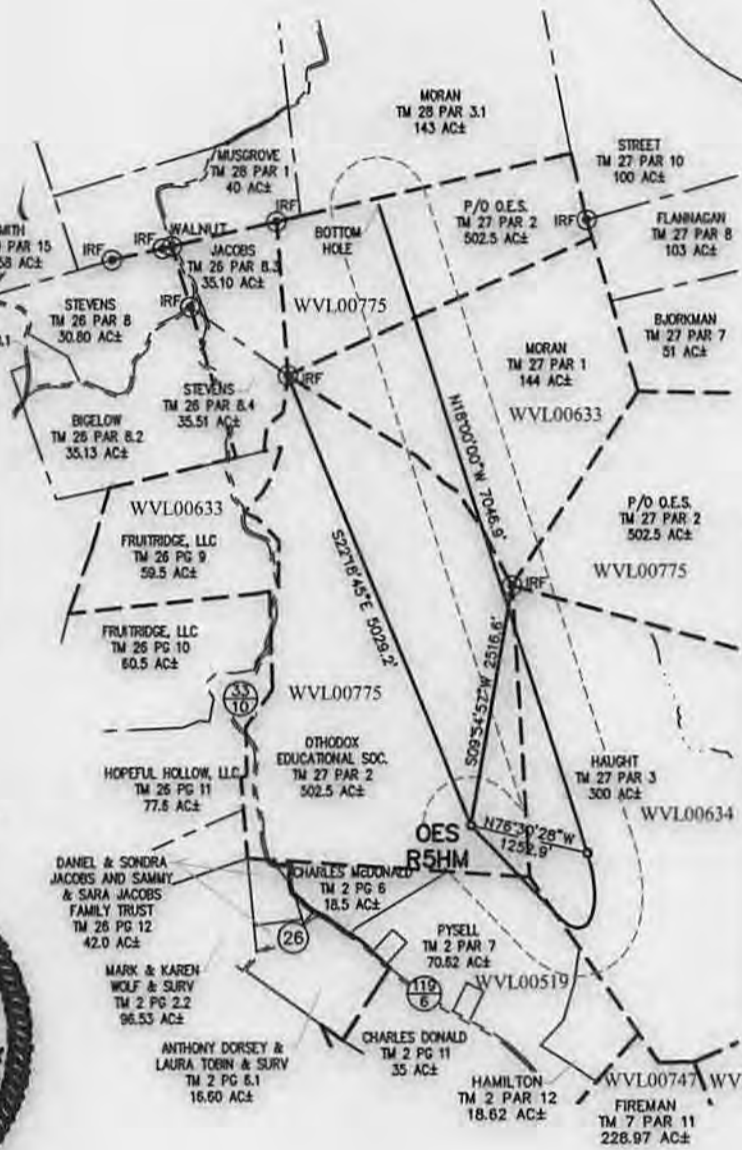 MORAN
TM 28 PAR 3.1
143 AC±
MUSGROVE
TM 28 PAR 1
40 AC±
STREET
TM 27 PAR 10
100 AC±
PAR 15
58 AC±
IRF
IRF
WALNUT
IRF
JACOBS
TM 26 PAR 8.3
35.10 AC±
BOTTOM
HOLE
P/O O.E.S.
TM 27 PAR 2
502.5 AC±
IRF
FLANNAGAN
TM 27 PAR 8
103 AC±
STEVENS
TM 26 PAR 8
30.80 AC±
IRF
WVL00775
BJORKMAN
TM 27 PAR 7
51 AC±
MORAN
TM 27 PAR 1
144 AC±
WVL00633
STEVENS
TM 26 PAR 8.4
35.51 AC±
IRF
BIGELOW
TM 26 PAR 8.2
35.13 AC±
N18°00'00"W 7046.9'
WVL00633
FRUITRIDGE, LLC
TM 26 PG 9
59.5 AC±
P/O O.E.S.
TM 27 PAR 2
502.5 AC±
WVL00775
S22°18'45"E 5029.2'
IRF
FRUITRIDGE, LLC
TM 26 PG 10
60.5 AC±
S09°54'57"W 2516.6'
33
10
WVL00775
OTHODOX
EDUCATIONAL SOC.
TM 27 PAR 2
502.5 AC±
HOPEFUL HOLLOW, LLC
TM 26 PG 11
77.6 AC±
HAUGHT
TM 27 PAR 3
300 AC±
WVL00634
OES
R5HM
N76°30'28"W
1252.9'
DANIEL & SONDRA
JACOBS AND SAMMY
& SARA JACOBS
FAMILY TRUST
TM 26 PG 12
42.0 AC±
CHARLES McDONALD
TM 2 PG 6
18.5 AC±
26
PYSELL
TM 2 PAR 7
70.62 AC±
MARK & KAREN
WOLF & SURV
TM 2 PG 2.2
96.53 AC±
119
6
WVL00519
ANTHONY DORSEY &
LAURA TOBIN & SURV
TM 2 PG 6.1
16.60 AC±
CHARLES DONALD
TM 2 PG 11
35 AC±
HAMILTON
TM 2 PAR 12
18.62 AC±
WVL00747
WV
FIREMAN
TM 7 PAR 11
228.97 AC±